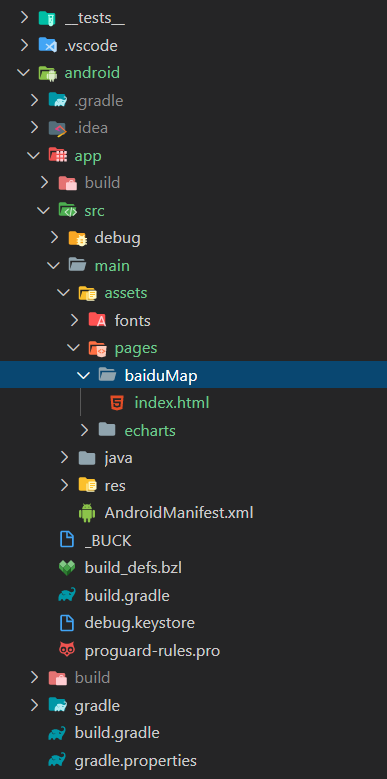 __tests__
.vscode
android
.gradle
.idea
app
build
src
debug
main
assets
fonts
pages
baiduMap
index.html
echarts
java
res
AndroidManifest.xml
_BUCK
build_defs.bzl
build.gradle
debug.keystore
proguard-rules.pro
build
gradle
build.gradle
gradle.properties